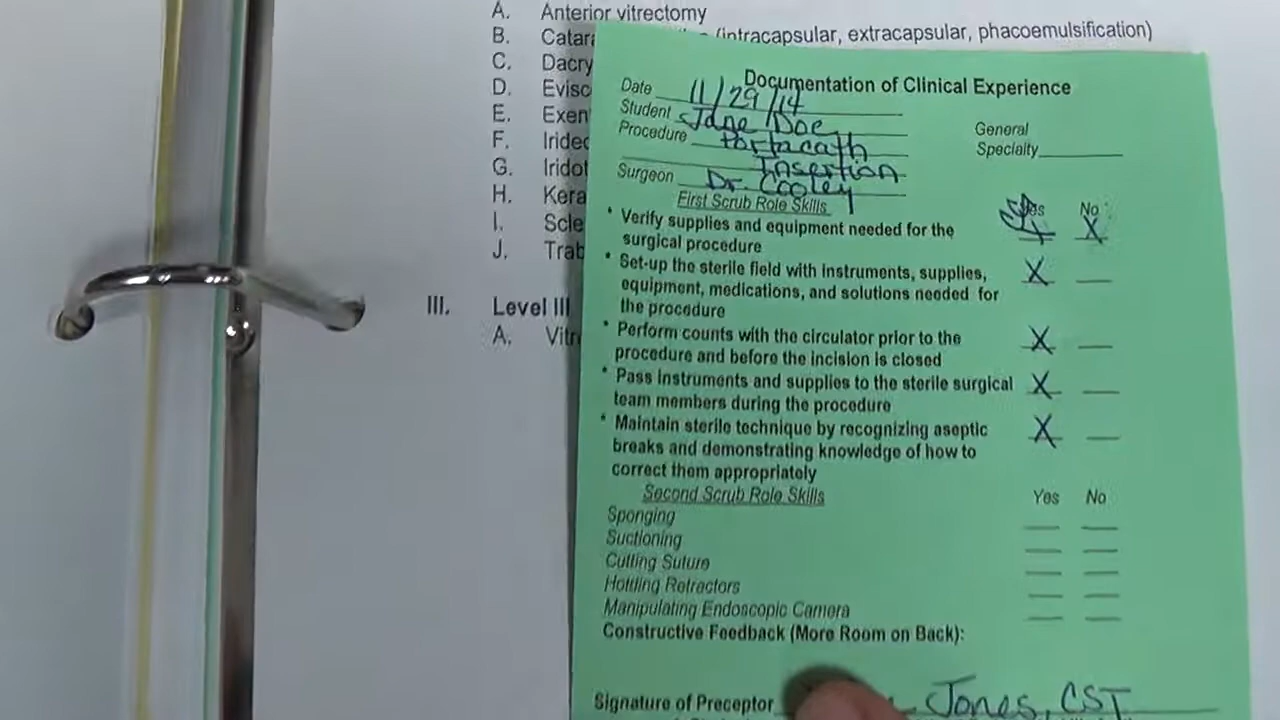 A. Anterior vitrectomy
B. Catara (intracapsular, extracapsular, phacoemulsification)
C. Dacry
D. Evisc
E. Exen
F. Iridec
G. Iridot
H. Kera
I. Scle
J. Trab
III. Level III
A. Vitr
Documentation of Clinical Experience
Date 11/29/14
Student Jane Doe
General
Procedure Portacath
Specialty
Insertion
Surgeon Dr. Cooley
First Scrub Role Skills
Yes No
* Verify supplies and equipment needed for the X
surgical procedure
* Set-up the sterile field with instruments, supplies, X
equipment, medications, and solutions needed for
the procedure
* Perform counts with the circulator prior to the X
procedure and before the incision is closed
* Pass instruments and supplies to the sterile surgical X
team members during the procedure
* Maintain sterile technique by recognizing aseptic X
breaks and demonstrating knowledge of how to
correct them appropriately
Second Scrub Role Skills Yes No
Sponging
Suctioning
Cutting Suture
Holding Retractors
Manipulating Endoscopic Camera
Constructive Feedback (More Room on Back):
Signature of Preceptor Jones, CST